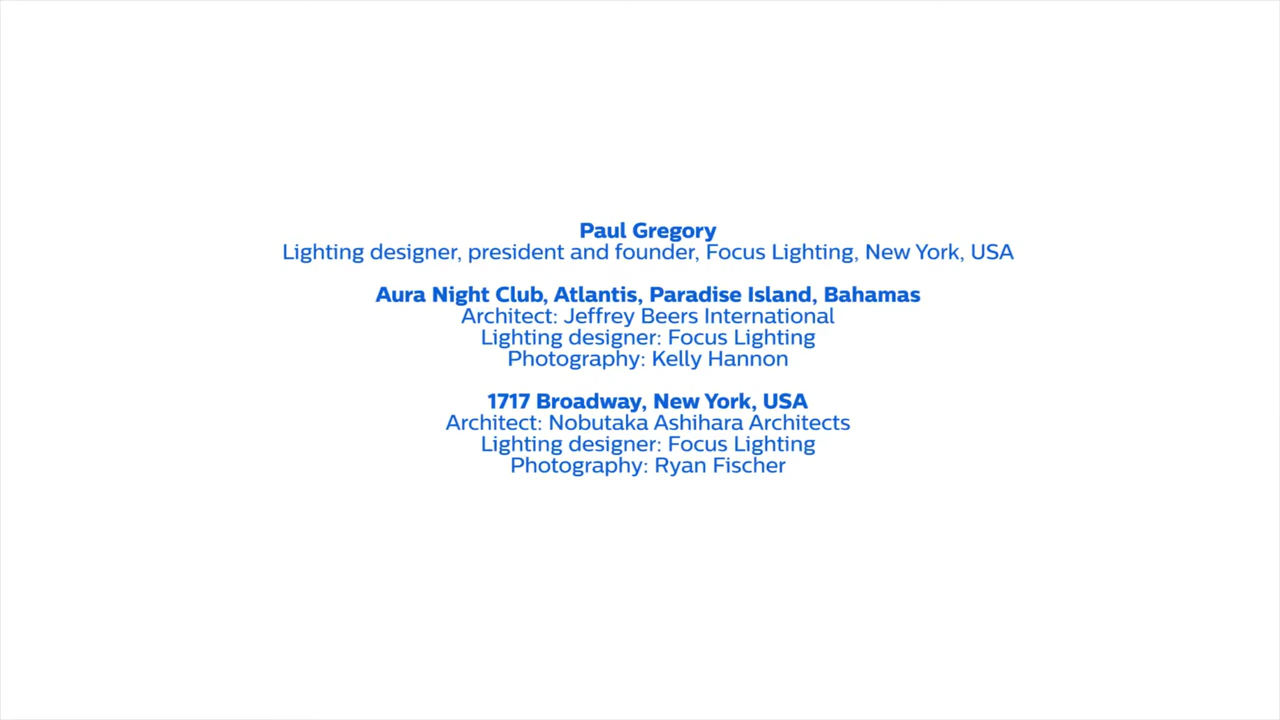 Paul Gregory
Lighting designer, president and founder, Focus Lighting, New York, USA
Aura Night Club, Atlantis, Paradise Island, Bahamas
Architect: Jeffrey Beers International
Lighting designer: Focus Lighting
Photography: Kelly Hannon
1717 Broadway, New York, USA
Architect: Nobutaka Ashihara Architects
Lighting designer: Focus Lighting
Photography: Ryan Fischer